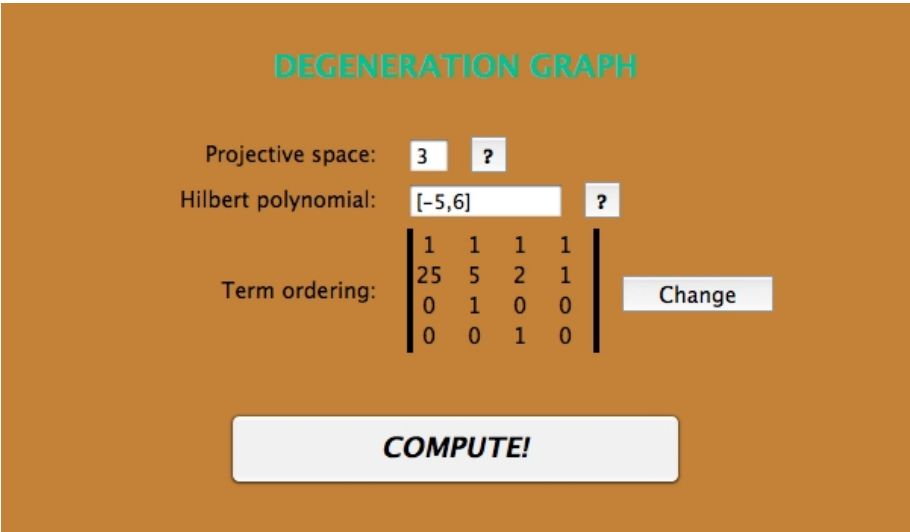 DEGENERATION GRAPH
Projective space: 3 ?
Hilbert polynomial: [-5,6] ?
1 1 1 1
25 5 2 1
Term ordering: Change
0 1 0 0
0 0 1 0
COMPUTE!